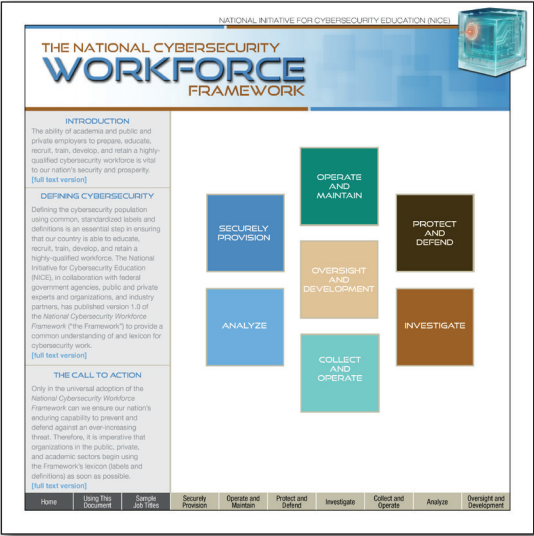 NATIONAL INITIATIVE FOR CYBERSECURITY EDUCATION (NICE)
THE NATIONAL CYBERSECURITY
WORKFORCE
FRAMEWORK
INTRODUCTION
The ability of academia and public and
private employers to prepare, educate,
recruit, train, develop, and retain a highly-
qualified cybersecurity workforce is vital
to our nation's security and prosperity.
[full text version]
DEFINING CYBERSECURITY
Defining the cybersecurity population
using common, standardized labels and
definitions is an essential step in ensuring
that our country is able to educate,
recruit, train, develop, and retain a
highly-qualified workforce. The National
Initiative for Cybersecurity Education
(NICE), in collaboration with federal
government agencies, public and private
experts and organizations, and industry
partners, has published version 1.0 of
the National Cybersecurity Workforce
Framework ("the Framework") to provide a
common understanding of and lexicon for
cybersecurity work.
[full text version]
THE CALL TO ACTION
Only in the universal adoption of the
National Cybersecurity Workforce
Framework can we ensure our nation's
enduring capability to prevent and
defend against an ever-increasing
threat. Therefore, it is imperative that
organizations in the public, private,
and academic sectors begin using
the Framework's lexicon (labels and
definitions) as soon as possible.
[full text version]
OPERATE
AND
MAINTAIN
SECURELY
PROVISION
PROTECT
AND
DEFEND
OVERSIGHT
AND
DEVELOPMENT
ANALYZE
INVESTIGATE
COLLECT
AND
OPERATE
Home
Using This
Document
Sample
Job Titles
Securely
Provision
Operate and
Maintain
Protect and
Defend
Investigate
Collect and
Operate
Analyze
Oversight and
Development